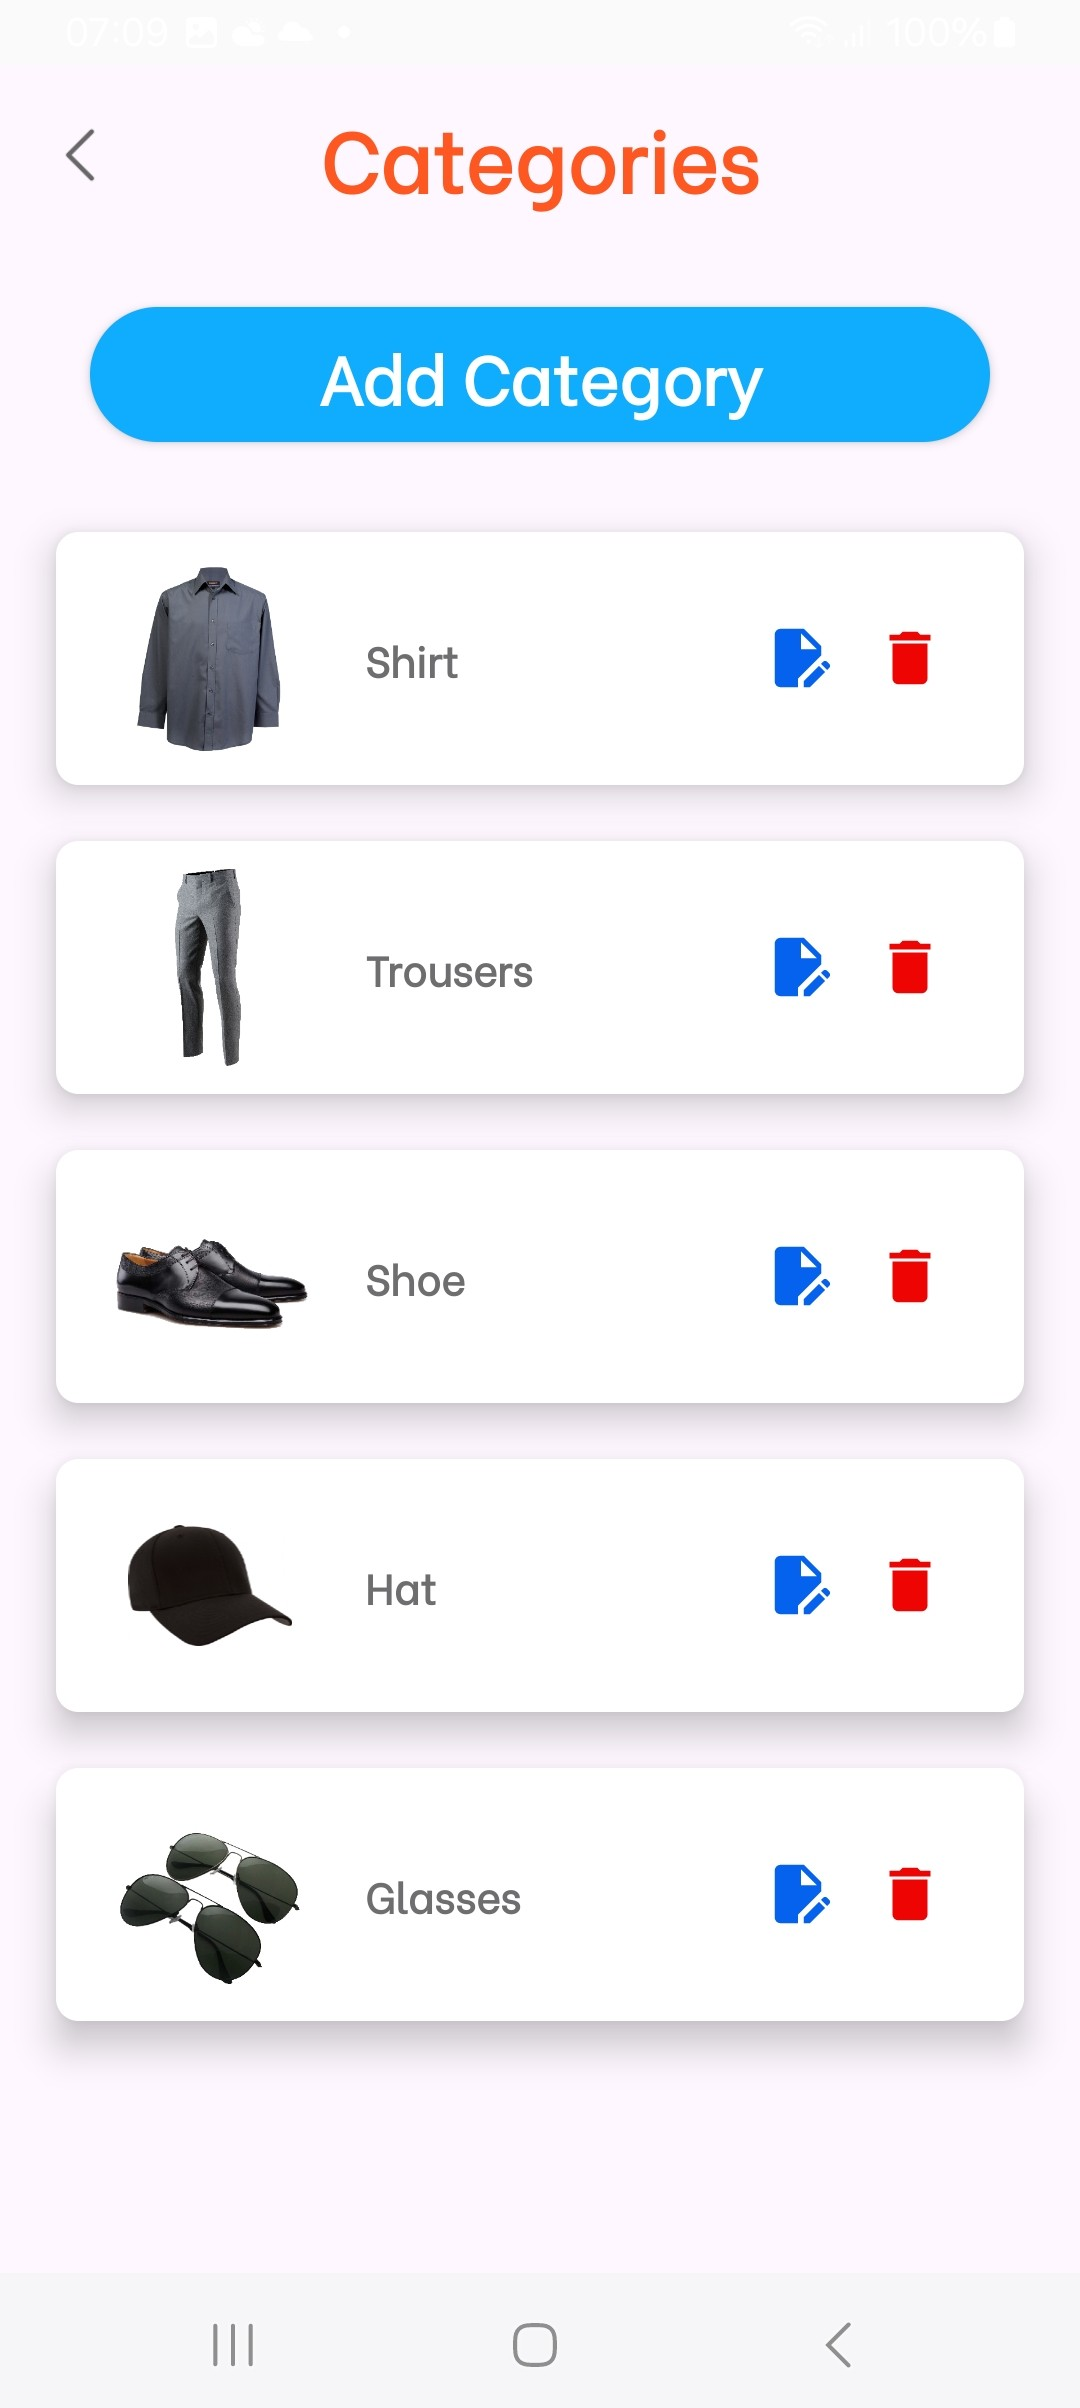 07:09 100%
Categories
Add Category
Shirt
Trousers
Shoe
Hat
Glasses